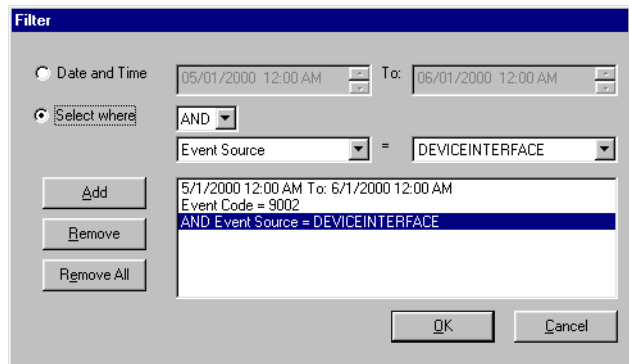 Filter
Date and Time 05/01/2000 12:00 AM To: 06/01/2000 12:00 AM
Select where AND
Event Source = DEVICEINTERFACE
Add
Remove
Remove All
5/1/2000 12:00 AM To: 6/1/2000 12:00 AM
Event Code = 9002
AND Event Source = DEVICEINTERFACE
OK Cancel